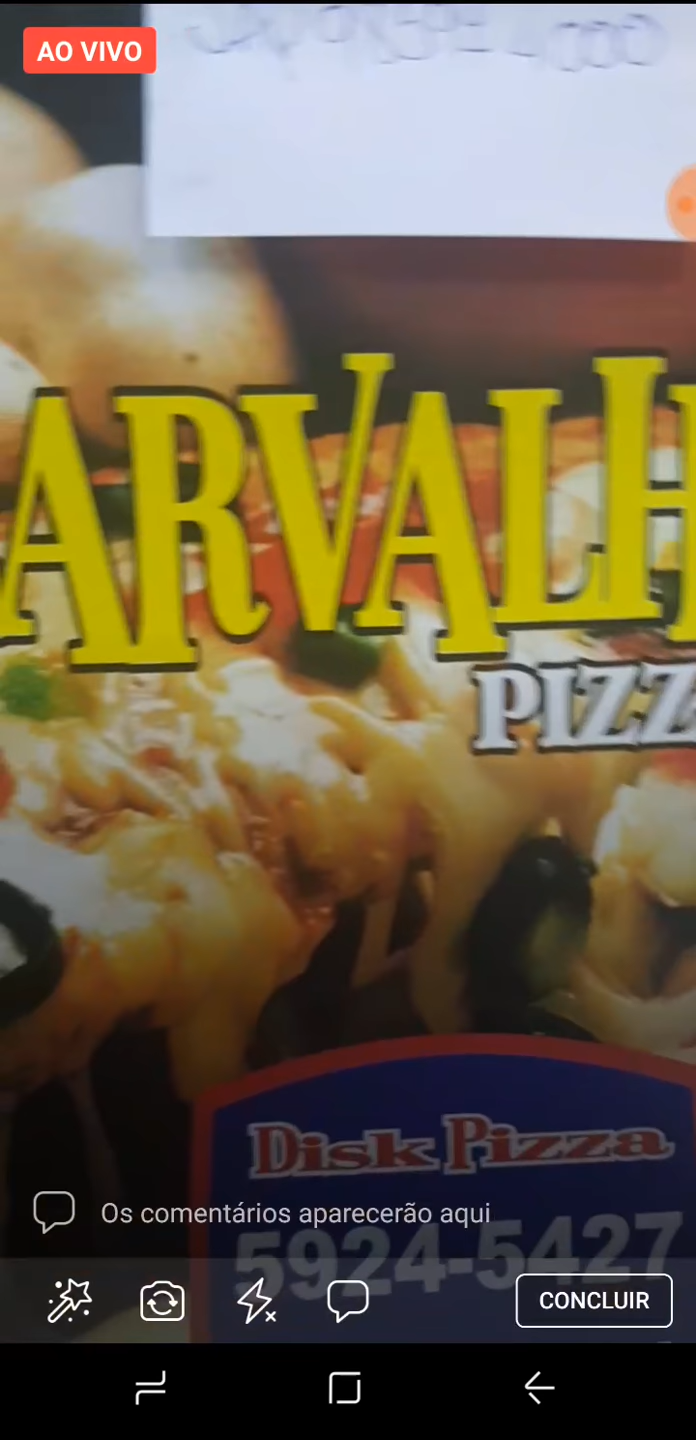 AO VIVO
ARVALH
PIZZ
Disk Pizza
Os comentários aparecerão aqui
5924-5427
CONCLUIR